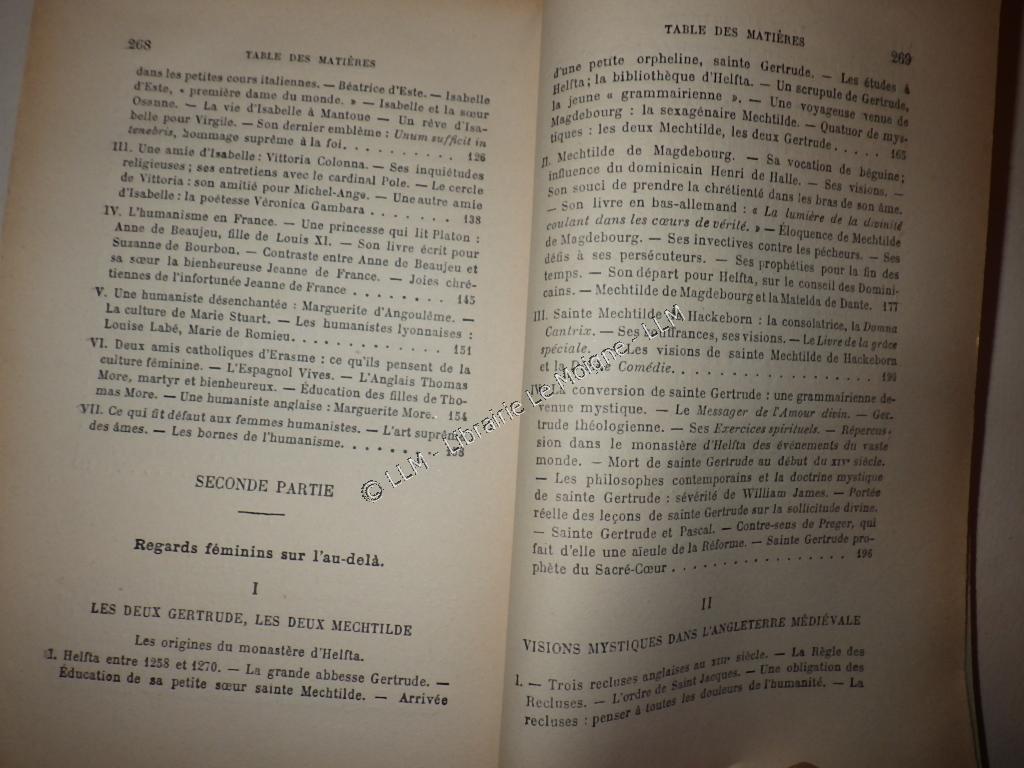 268
TABLE DES MATIÈRES
dans les petites cours italiennes. — Béatrice d'Este. — Isabelle
d'Este, « première dame du monde. » — Isabelle et la sœur
Osanne. — La vie d'Isabelle à Mantoue — Un rêve d'Isa-
belle pour Virgile. — Son dernier emblème : Unum sufficit in
tenebris, hommage suprême à la foi. . . . . . . . . . . 126
III. Une amie d'Isabelle : Vittoria Colonna. — Ses inquiétudes
religieuses ; ses entretiens avec le cardinal Pole. — Le cercle
de Vittoria : son amitié pour Michel-Ange. — Une autre amie
d'Isabelle : la poétesse Véronica Gambara . . . . . . . 138
IV. L'humanisme en France. — Une princesse qui lit Platon :
Anne de Beaujeu, fille de Louis XI. — Son livre écrit pour
Suzanne de Bourbon. — Contraste entre Anne de Beaujeu et
sa sœur la bienheureuse Jeanne de France. — Joies chré-
tiennes de l'infortunée Jeanne de France . . . . . . . . 145
V. Une humaniste désenchantée : Marguerite d'Angoulême. —
La culture de Marie Stuart. — Les humanistes lyonnaises :
Louise Labé, Marie de Romieu. . . . . . . . . . . . . 151
VI. Deux amis catholiques d'Erasme : ce qu'ils pensent de la
culture féminine. — L'Espagnol Vives. — L'Anglais Thomas
More, martyr et bienheureux. — Éducation des filles de Tho-
mas More. — Une humaniste anglaise : Marguerite More. 154
VII. Ce qui fit défaut aux femmes humanistes. — L'art suprême
des âmes. — Les bornes de l'humanisme. . . . . . . . .
SECONDE PARTIE
Regards féminins sur l'au-delà.
I
LES DEUX GERTRUDE, LES DEUX MECHTILDE
Les origines du monastère d'Helfta.
I. Helfta entre 1258 et 1270. — La grande abbesse Gertrude. —
Éducation de sa petite sœur sainte Mechtilde. — Arrivée
TABLE DES MATIÈRES
269
d'une petite orpheline, sainte Gertrude. — Les études à
Helfta ; la bibliothèque d'Helfta. — Un scrupule de Gertrude,
la jeune « grammairienne ». — Une voyageuse venue de
Magdebourg : la sexagénaire Mechtilde. — Quatuor de mys-
tiques : les deux Mechtilde, les deux Gertrude . . . . . 165
II. Mechtilde de Magdebourg. — Sa vocation de béguine ;
influence du dominicain Henri de Halle. — Ses visions. —
Son souci de prendre la chrétienté dans les bras de son âme.
— Son livre en bas-allemand : « La lumière de la divinité
coulant dans les cœurs de vérité. » — Éloquence de Mechtilde
de Magdebourg. — Ses invectives contre les pécheurs. — Ses
défis à ses persécuteurs. — Ses prophéties pour la fin des
temps. — Son départ pour Helfta, sur le conseil des Domini-
cains. — Mechtilde de Magdebourg et la Matelda de Dante. 177
III. Sainte Mechtilde de Hackeborn : la consolatrice, la Domna
Cantrix. — Ses souffrances, ses visions. — Le Livre de la grâce
spéciale. — Les visions de sainte Mechtilde de Hackeborn
et la Divine Comédie. . . . . . . . . . . . . . . . .
IV. La conversion de sainte Gertrude : une grammairienne de-
venue mystique. — Le Messager de l'Amour divin. — Ger-
trude théologienne. — Ses Exercices spirituels. — Répercus-
sion dans le monastère d'Helfta des événements du vaste
monde. — Mort de sainte Gertrude au début du XIVe siècle.
— Les philosophes contemporains et la doctrine mystique
de sainte Gertrude : sévérité de William James. — Portée
réelle des leçons de sainte Gertrude sur la sollicitude divine.
— Sainte Gertrude et Pascal. — Contre-sens de Preger, qui
fait d'elle une aïeule de la Réforme. — Sainte Gertrude pro-
phète du Sacré-Cœur . . . . . . . . . . . . . . . . . 196
II
VISIONS MYSTIQUES DANS L'ANGLETERRE MÉDIÉVALE
I. — Trois recluses anglaises au XIIIe siècle. — La Règle des
Recluses. — L'ordre de Saint Jacques. — Une obligation des
recluses : penser à toutes les douleurs de l'humanité. — La
© LLM - Librairie Le Moigne - LLM